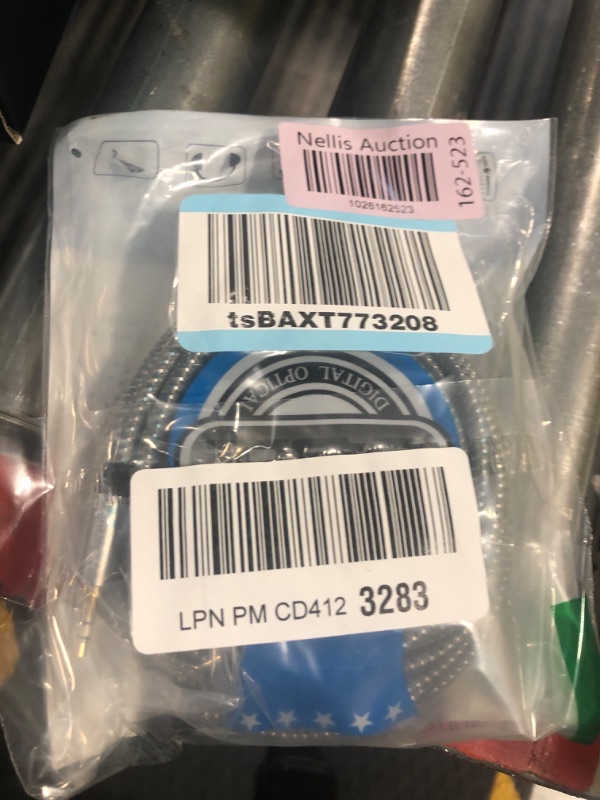 Nellis Auction
1026162523
162-523
tsBAXT773208
DIGITAL OPTICAL
LPN PM CD412 3283